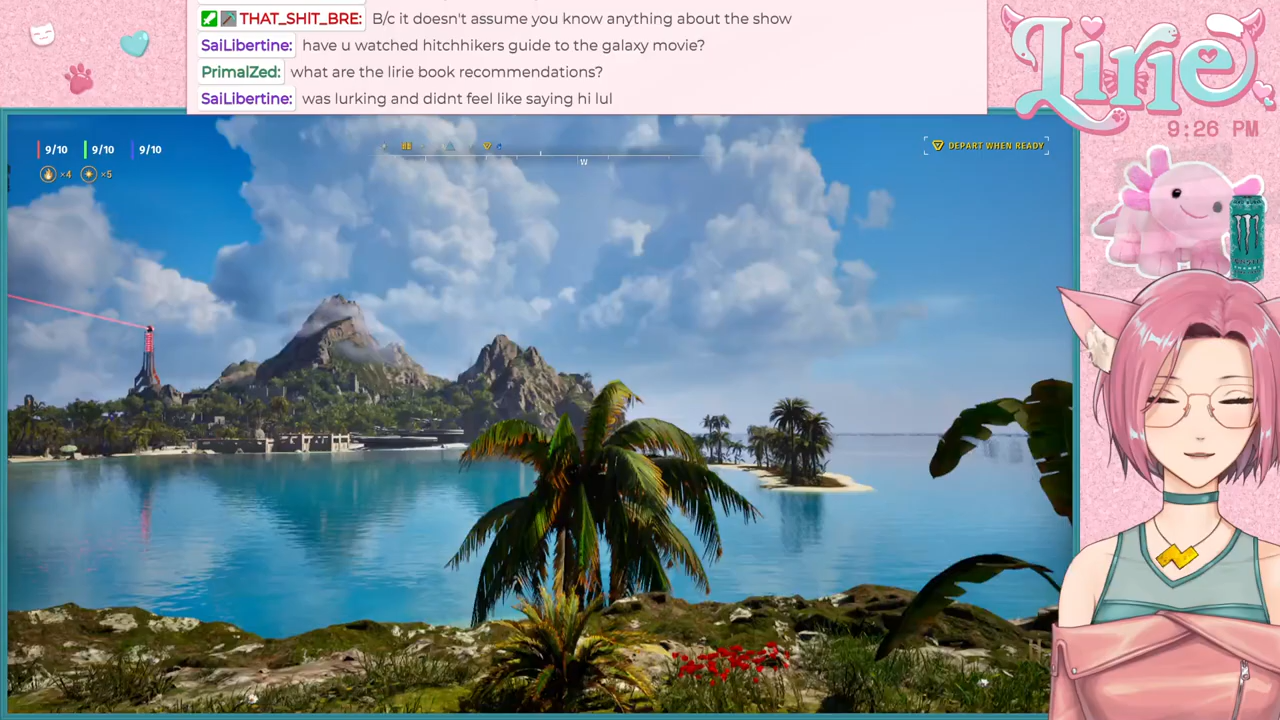 THAT_SHIT_BRE: B/c it doesn't assume you know anything about the show
SaiLibertine: have u watched hitchhikers guide to the galaxy movie?
PrimalZed: what are the lirie book recommendations?
SaiLibertine: was lurking and didnt feel like saying hi lul
Lirie
9:26 PM
9/10 9/10 9/10
×4 ×5
W
DEPART WHEN READY